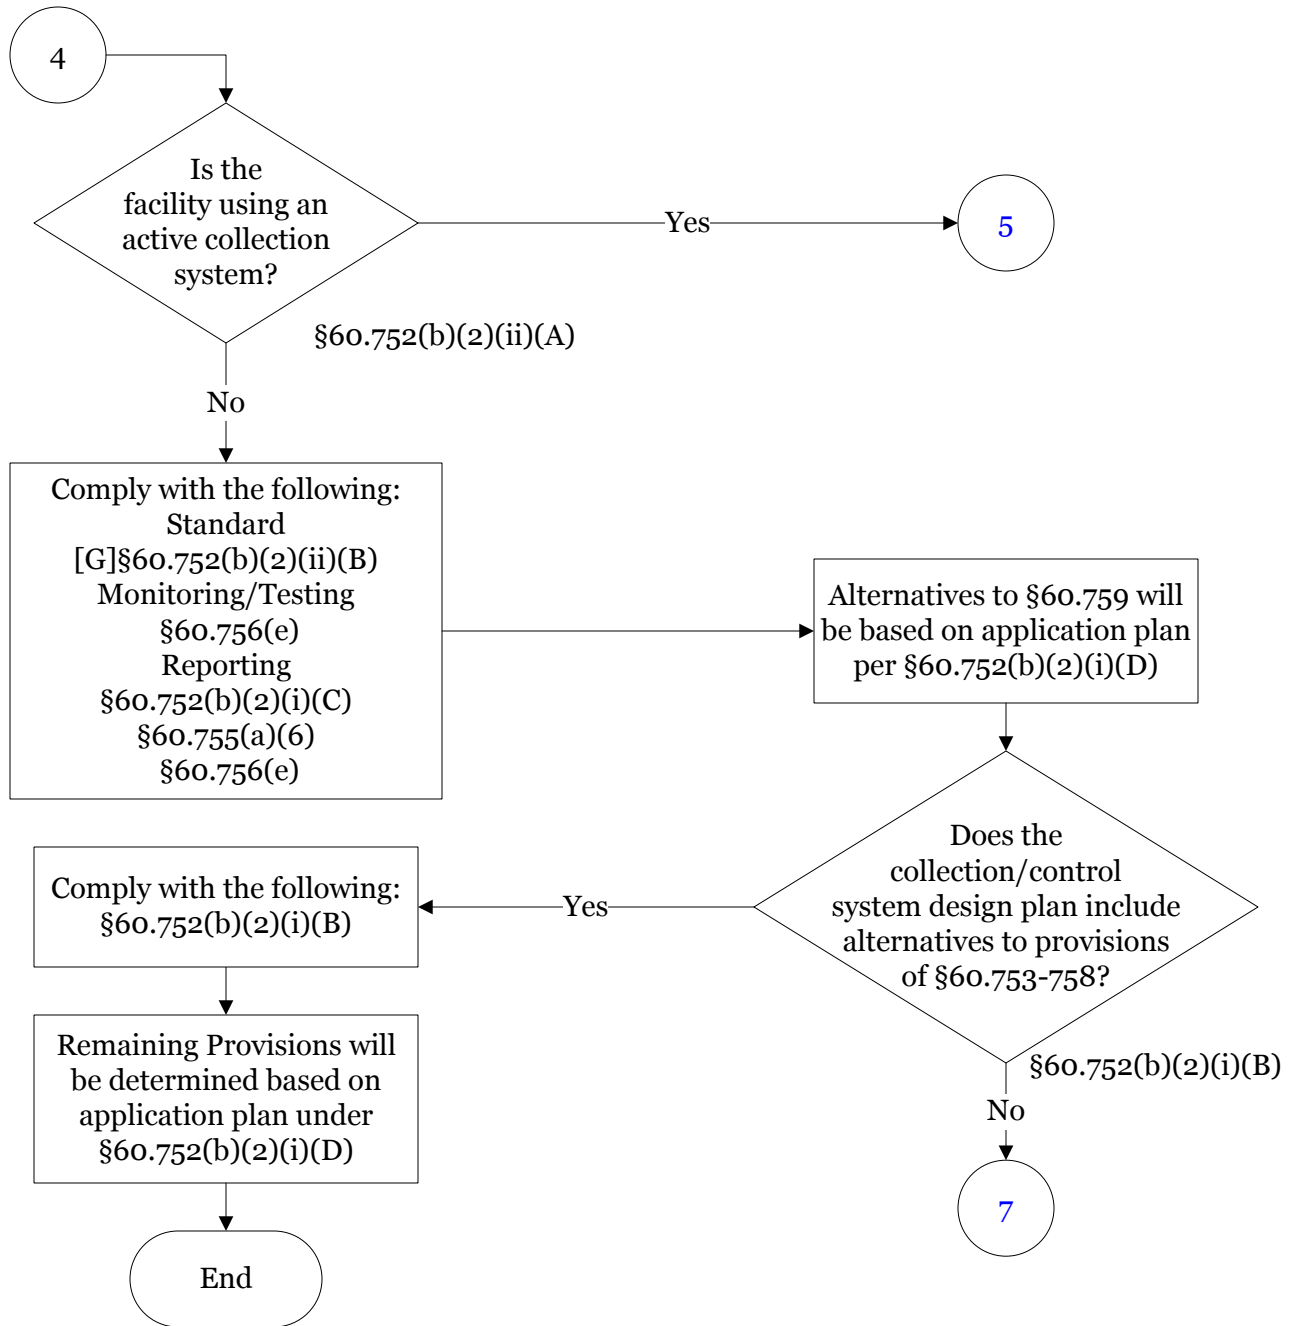 4
Is the
facility using an
active collection
system?
Yes
5
§60.752(b)(2)(ii)(A)
No
Comply with the following:
Standard
[G]§60.752(b)(2)(ii)(B)
Monitoring/Testing
§60.756(e)
Reporting
§60.752(b)(2)(i)(C)
§60.755(a)(6)
§60.756(e)
Alternatives to §60.759 will
be based on application plan
per §60.752(b)(2)(i)(D)
Does the
collection/control
system design plan include
alternatives to provisions
of §60.753-758?
§60.752(b)(2)(i)(B)
Yes
Comply with the following:
§60.752(b)(2)(i)(B)
Remaining Provisions will
be determined based on
application plan under
§60.752(b)(2)(i)(D)
End
No
7